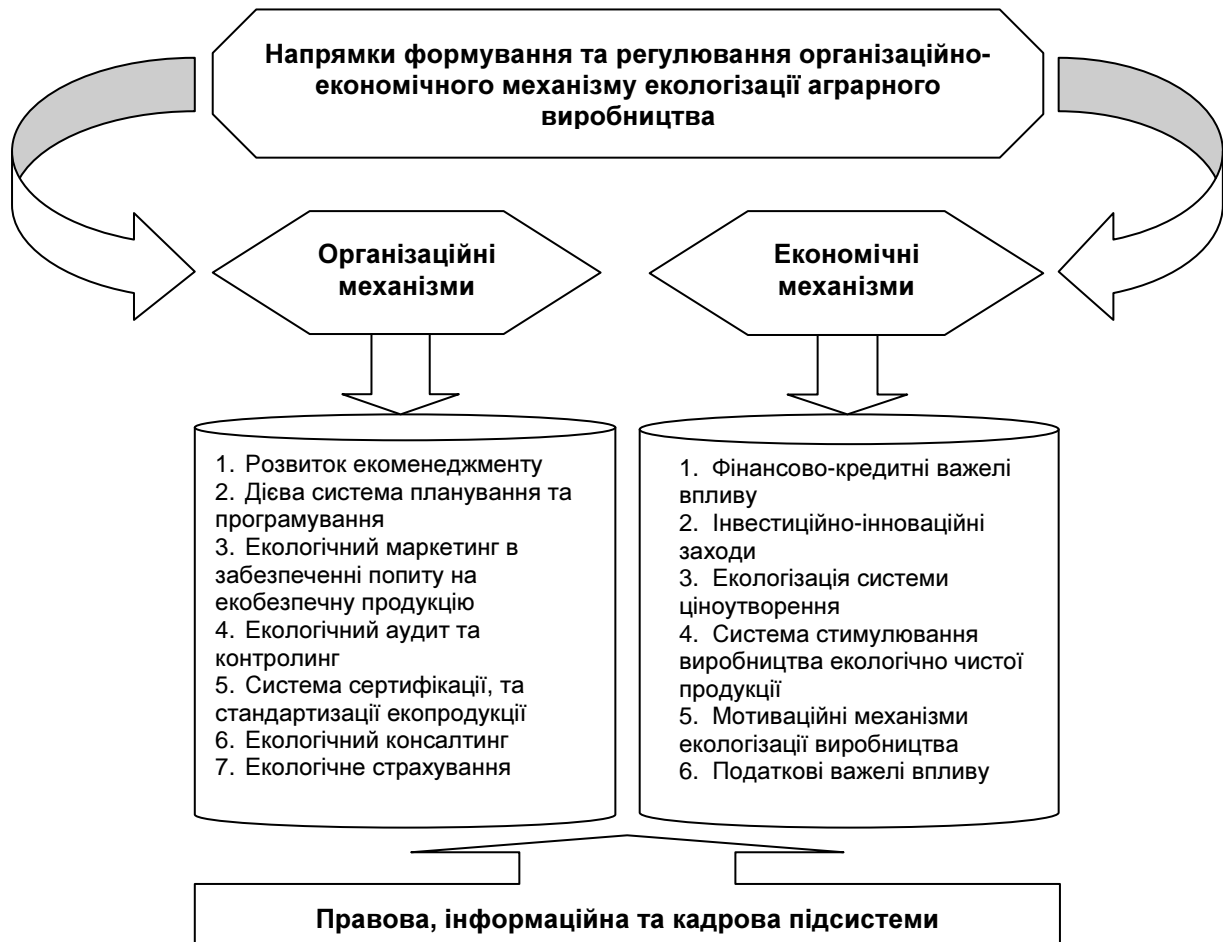 Напрямки формування та регулювання організаційно-
економічного механізму екологізації аграрного
виробництва
Організаційні
механізми
Економічні
механізми
1. Розвиток екоменеджменту
2. Дієва система планування та
програмування
3. Екологічний маркетинг в
забезпеченні попиту на
екобезпечну продукцію
4. Екологічний аудит та
контролинг
5. Система сертифікації, та
стандартизації екопродукції
6. Екологічний консалтинг
7. Екологічне страхування
1. Фінансово-кредитні важелі
впливу
2. Інвестиційно-інноваційні
заходи
3. Екологізація системи
ціноутворення
4. Система стимулювання
виробництва екологічно чистої
продукції
5. Мотиваційні механізми
екологізації виробництва
6. Податкові важелі впливу
Правова, інформаційна та кадрова підсистеми